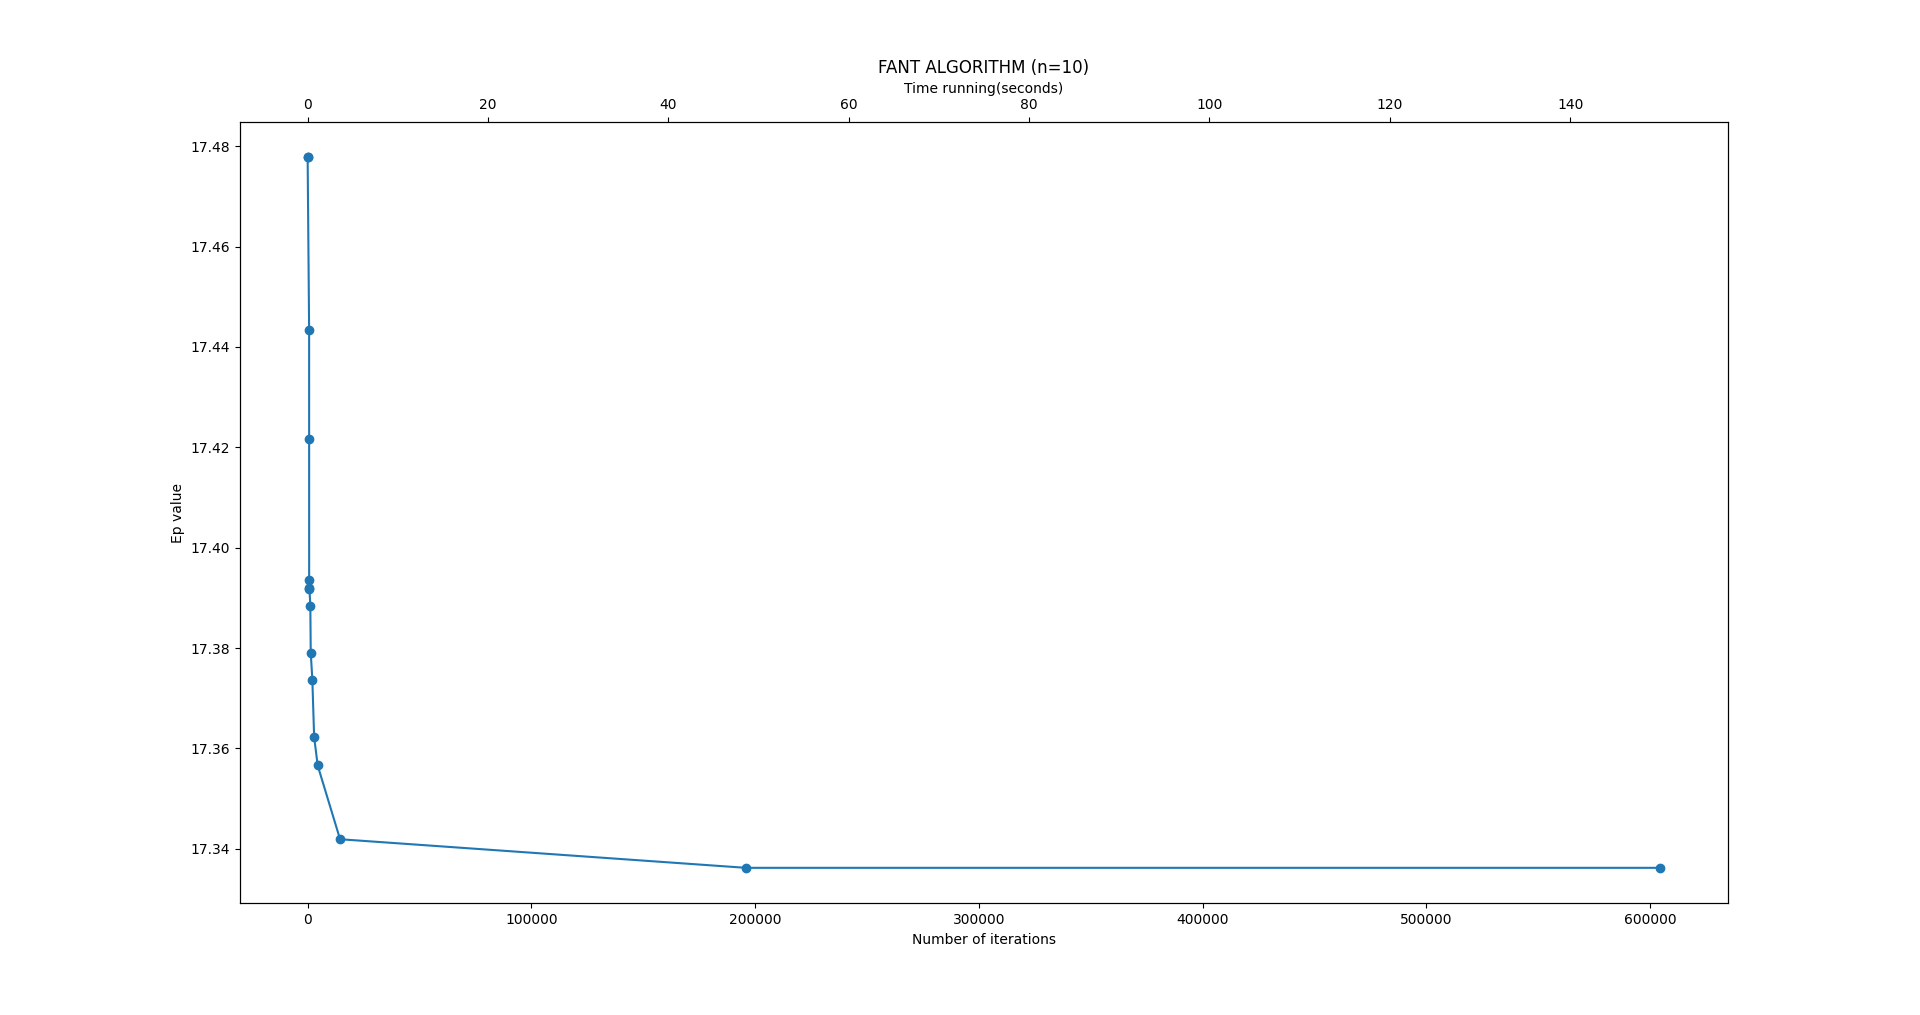 FANT ALGORITHM (n=10)
Time running(seconds)
0 20 40 60 80 100 120 140
17.48
17.46
17.44
17.42
17.40
17.38
17.36
17.34
Ep value
0 100000 200000 300000 400000 500000 600000
Number of iterations